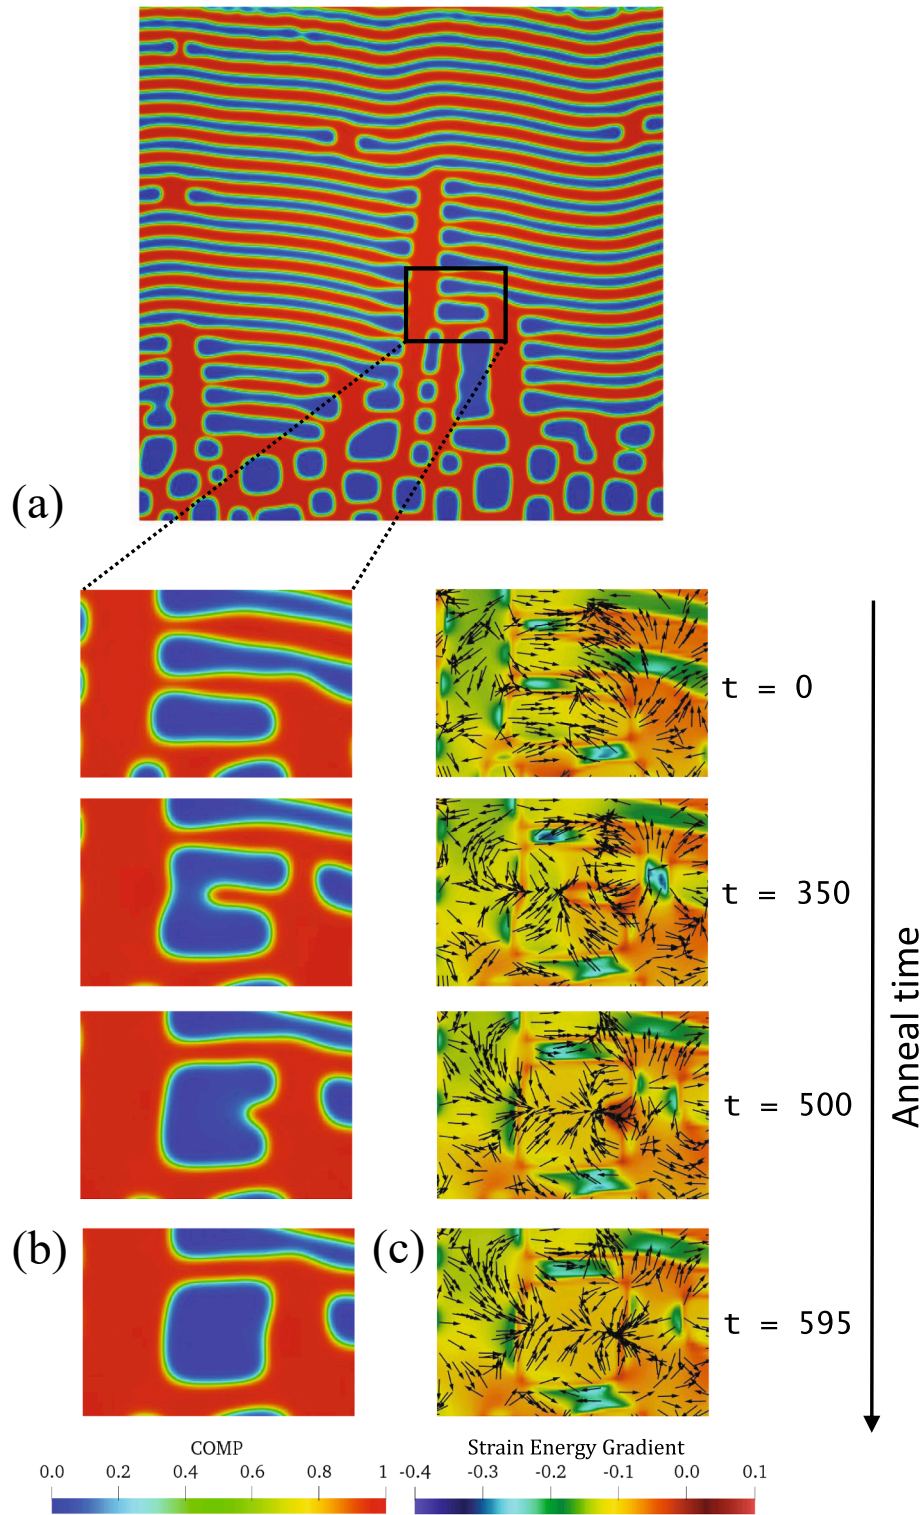 (a)
t = 0
t = 350
t = 500
(b)
(c)
t = 595
Anneal time
COMP
0.0 0.2 0.4 0.6 0.8 1
Strain Energy Gradient
-0.4 -0.3 -0.2 -0.1 0.0 0.1